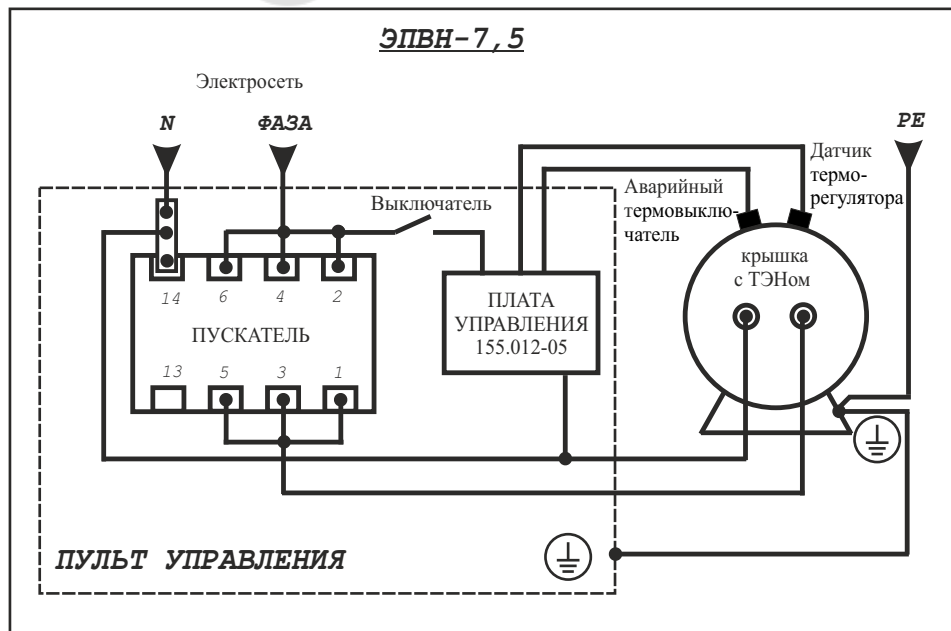 ЭПВН-7,5
Электросеть
N
ФАЗА
PE
Датчик
термо-
регулятора
Аварийный
термовыклю-
чатель
Выключатель
крышка
с ТЭНом
14
6
4
2
ПУСКАТЕЛЬ
13
5
3
1
ПЛАТА
УПРАВЛЕНИЯ
155.012-05
ПУЛЬТ УПРАВЛЕНИЯ